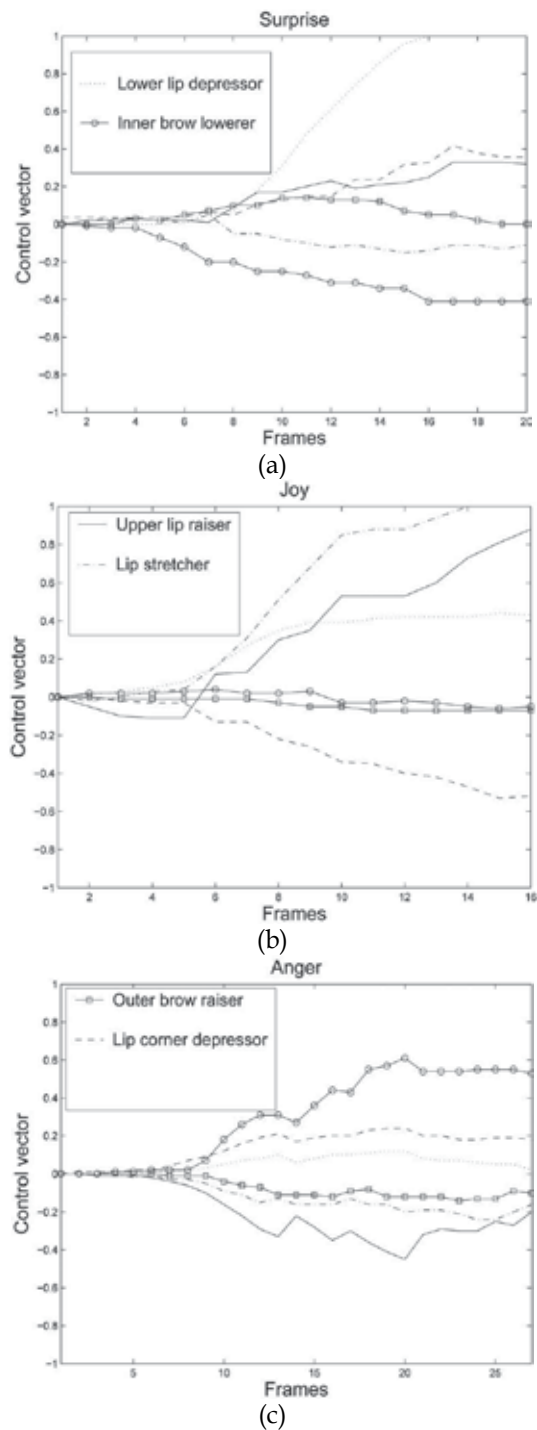 Surprise
1
0.8
0.6
0.4
0.2
0
−0.2
−0.4
−0.6
−0.8
−1
Control vector
Lower lip depressor
Inner brow lowerer
2 4 6 8 10 12 14 16 18 20
Frames
(a)
Joy
1
0.8
0.6
0.4
0.2
0
−0.2
−0.4
−0.6
−0.8
−1
Control vector
Upper lip raiser
Lip stretcher
2 4 6 8 10 12 14 16
Frames
(b)
Anger
1
0.8
0.6
0.4
0.2
0
−0.2
−0.4
−0.6
−0.8
−1
Control vector
Outer brow raiser
Lip corner depressor
5 10 15 20 25
Frames
(c)